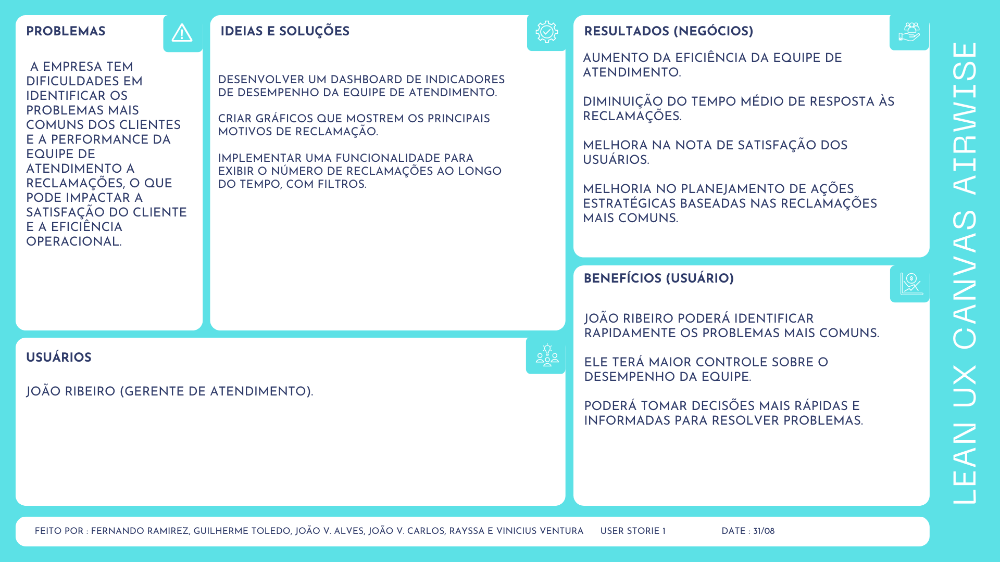 PROBLEMAS
A EMPRESA TEM
DIFICULDADES EM
IDENTIFICAR OS
PROBLEMAS MAIS
COMUNS DOS CLIENTES
E A PERFORMANCE DA
EQUIPE DE
ATENDIMENTO A
RECLAMAÇÕES, O QUE
PODE IMPACTAR A
SATISFAÇÃO DO CLIENTE
E A EFICIÊNCIA
OPERACIONAL.
IDEIAS E SOLUÇÕES
DESENVOLVER UM DASHBOARD DE INDICADORES
DE DESEMPENHO DA EQUIPE DE ATENDIMENTO.
CRIAR GRÁFICOS QUE MOSTREM OS PRINCIPAIS
MOTIVOS DE RECLAMAÇÃO.
IMPLEMENTAR UMA FUNCIONALIDADE PARA
EXIBIR O NÚMERO DE RECLAMAÇÕES AO LONGO
DO TEMPO, COM FILTROS.
RESULTADOS (NEGÓCIOS)
AUMENTO DA EFICIÊNCIA DA EQUIPE DE
ATENDIMENTO.
DIMINUIÇÃO DO TEMPO MÉDIO DE RESPOSTA ÀS
RECLAMAÇÕES.
MELHORA NA NOTA DE SATISFAÇÃO DOS
USUÁRIOS.
MELHORIA NO PLANEJAMENTO DE AÇÕES
ESTRATÉGICAS BASEADAS NAS RECLAMAÇÕES
MAIS COMUNS.
USUÁRIOS
JOÃO RIBEIRO (GERENTE DE ATENDIMENTO).
BENEFÍCIOS (USUÁRIO)
JOÃO RIBEIRO PODERÁ IDENTIFICAR
RAPIDAMENTE OS PROBLEMAS MAIS COMUNS.
ELE TERÁ MAIOR CONTROLE SOBRE O
DESEMPENHO DA EQUIPE.
PODERÁ TOMAR DECISÕES MAIS RÁPIDAS E
INFORMADAS PARA RESOLVER PROBLEMAS.
LEAN UX CANVAS AIRWISE
FEITO POR : FERNANDO RAMIREZ, GUILHERME TOLEDO, JOÃO V. ALVES, JOÃO V. CARLOS, RAYSSA E VINICIUS VENTURA USER STORIE 1 DATE : 31/08